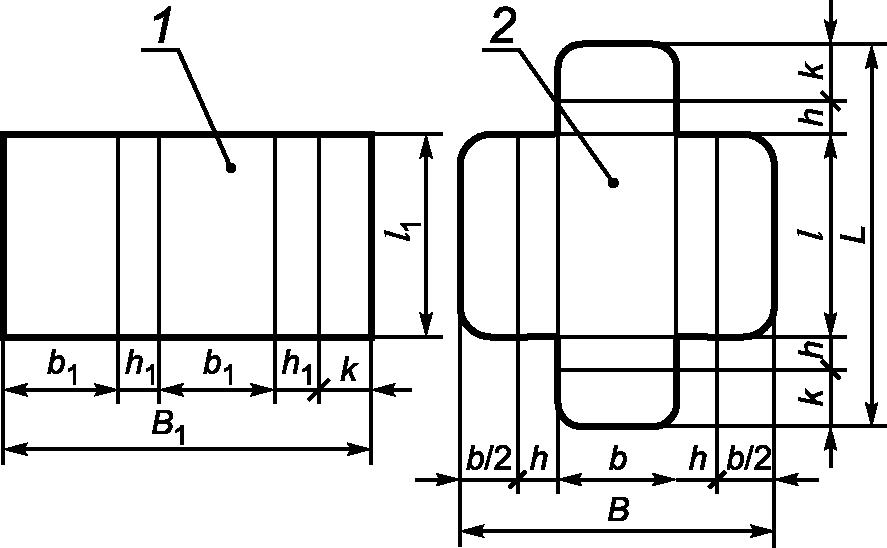 1
2
k
h
l₁
l
L
h
k
b₁ h₁ b₁ h₁ k
B₁
b/2 h b h b/2
B